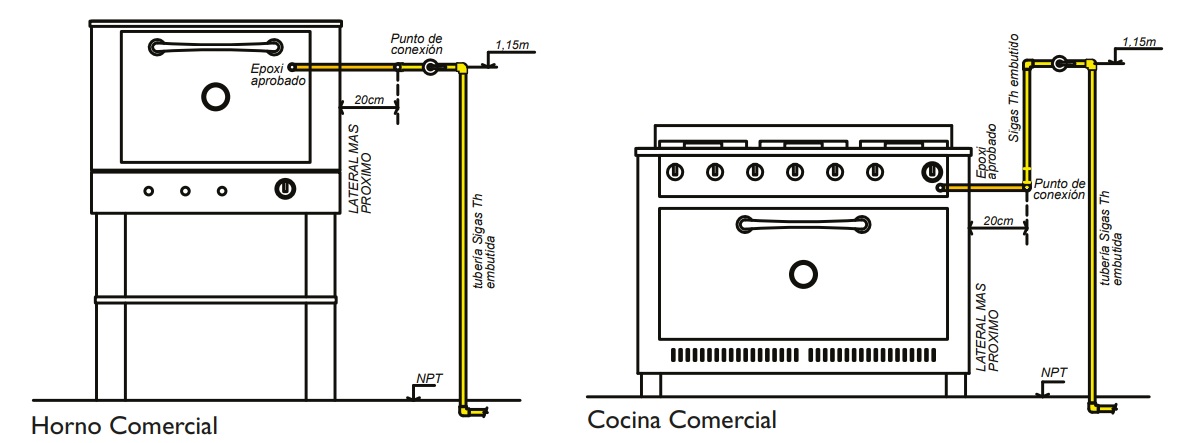 Punto de
conexión
1,15m
Epoxi
aprobado
20cm
LATERAL MAS
PROXIMO
tubería Sigas Th
embutida
NPT
Horno Comercial
Sigas Th embutido
1,15m
Epoxi
aprobado
Punto de
conexión
20cm
tubería Sigas Th
embutida
LATERAL MAS
PROXIMO
NPT
Cocina Comercial